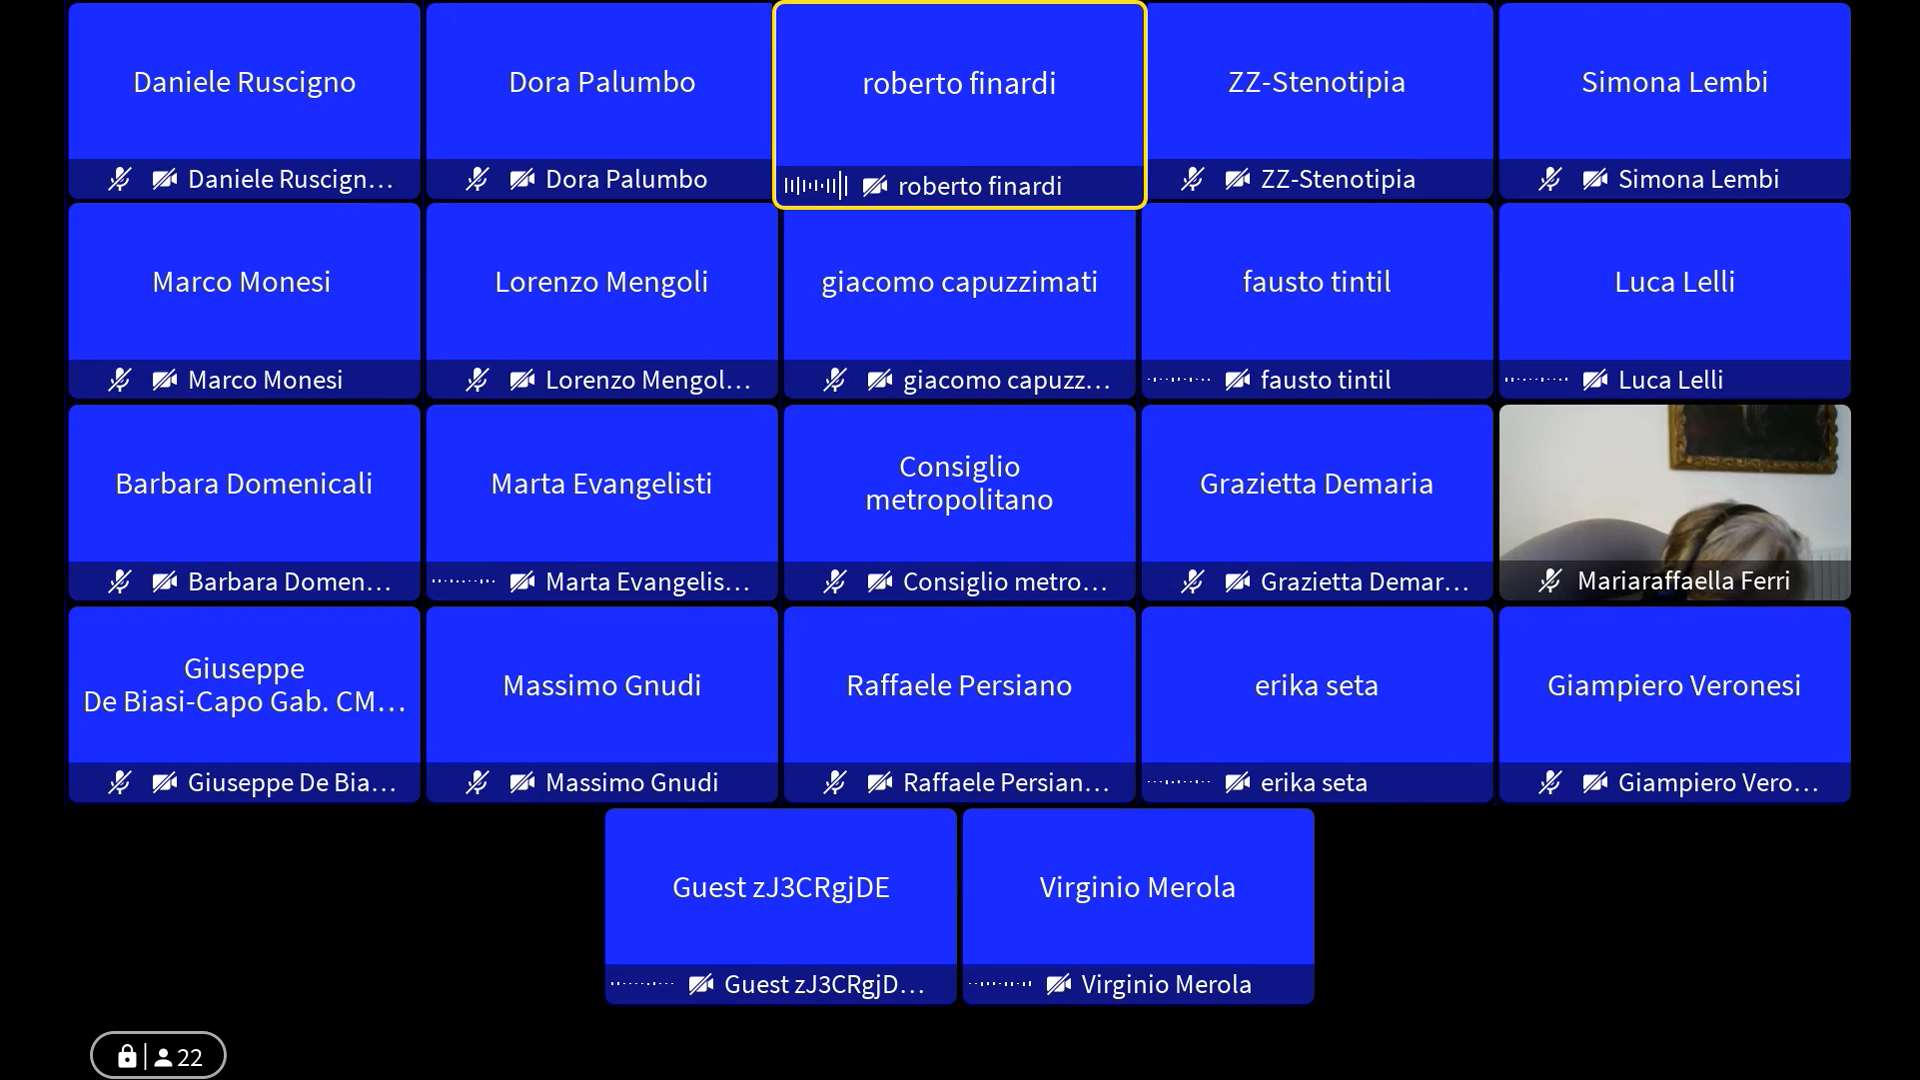 Daniele Ruscigno
Daniele Ruscign...
Dora Palumbo
Dora Palumbo
roberto finardi
roberto finardi
ZZ-Stenotipia
ZZ-Stenotipia
Simona Lembi
Simona Lembi
Marco Monesi
Marco Monesi
Lorenzo Mengoli
Lorenzo Mengol...
giacomo capuzzimati
giacomo capuzz...
fausto tintil
fausto tintil
Luca Lelli
Luca Lelli
Barbara Domenicali
Barbara Domen...
Marta Evangelisti
Marta Evangelis...
Consiglio
metropolitano
Consiglio metro...
Grazietta Demaria
Grazietta Demar...
Mariaraffaella Ferri
Giuseppe
De Biasi-Capo Gab. CM...
Giuseppe De Bia...
Massimo Gnudi
Massimo Gnudi
Raffaele Persiano
Raffaele Persian...
erika seta
erika seta
Giampiero Veronesi
Giampiero Vero...
Guest zJ3CRgjDE
Guest zJ3CRgjD...
Virginio Merola
Virginio Merola
22